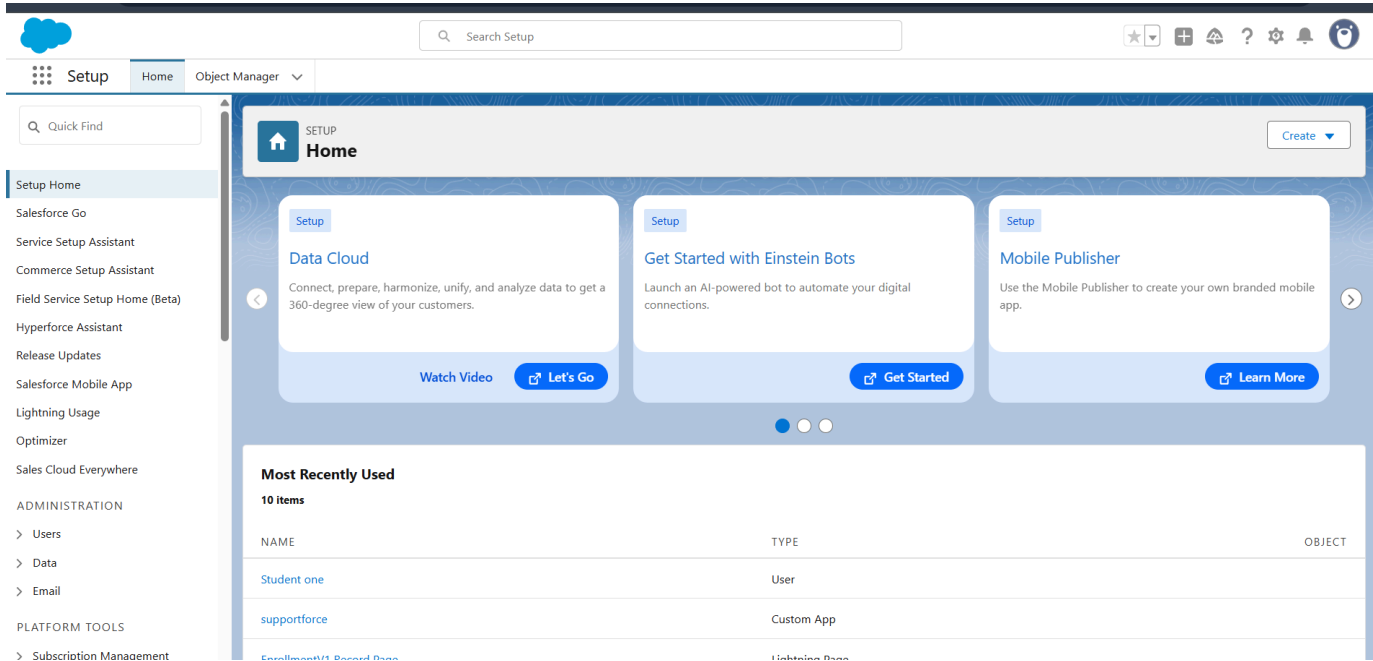 Search Setup
Setup
Home
Object Manager
Quick Find
Setup Home
Salesforce Go
Service Setup Assistant
Commerce Setup Assistant
Field Service Setup Home (Beta)
Hyperforce Assistant
Release Updates
Salesforce Mobile App
Lightning Usage
Optimizer
Sales Cloud Everywhere
ADMINISTRATION
Users
Data
Email
PLATFORM TOOLS
Subscription Management
SETUP
Home
Create
Setup
Data Cloud
Connect, prepare, harmonize, unify, and analyze data to get a
360-degree view of your customers.
Watch Video
Let's Go
Setup
Get Started with Einstein Bots
Launch an AI-powered bot to automate your digital
connections.
Get Started
Setup
Mobile Publisher
Use the Mobile Publisher to create your own branded mobile
app.
Learn More
Most Recently Used
10 items
NAME TYPE OBJECT
Student one User
supportforce Custom App
EnrollmentV1 Record Page Lightning Page